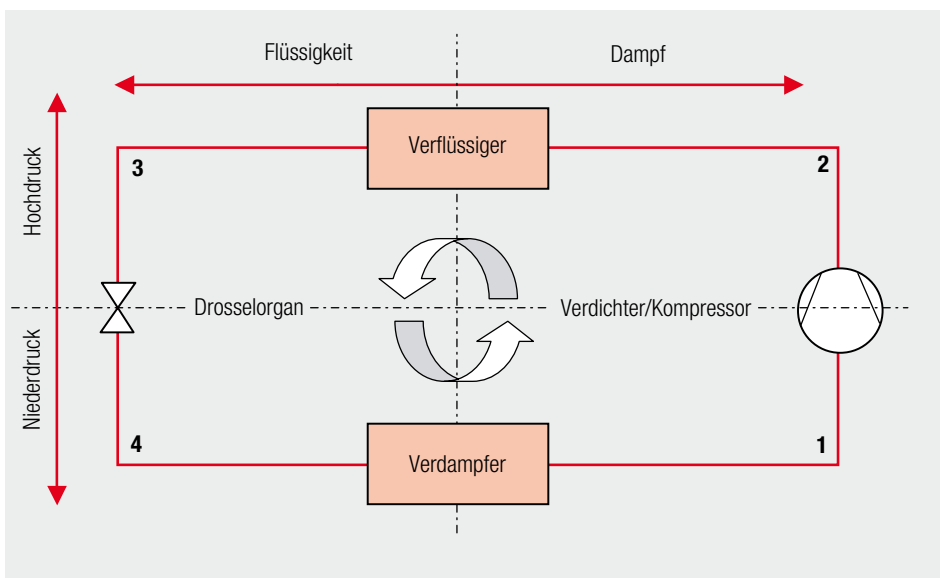 Flüssigkeit
Dampf
Hochdruck
Verflüssiger
3
2
Drosselorgan
Verdichter/Kompressor
Niederdruck
4
Verdampfer
1